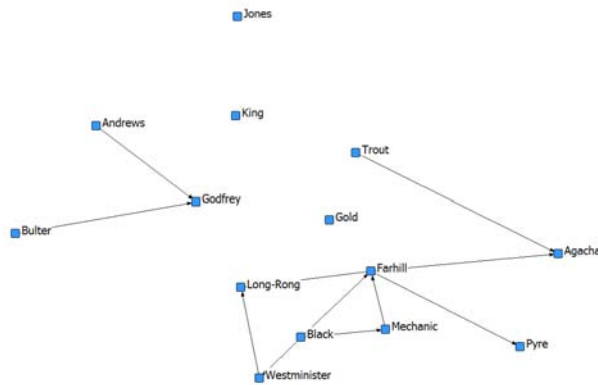 Jones
King
Andrews
Trout
Godfrey
Gold
Bulter
Agacha
Farhill
Long-Rong
Mechanic
Black
Pyre
Westminister